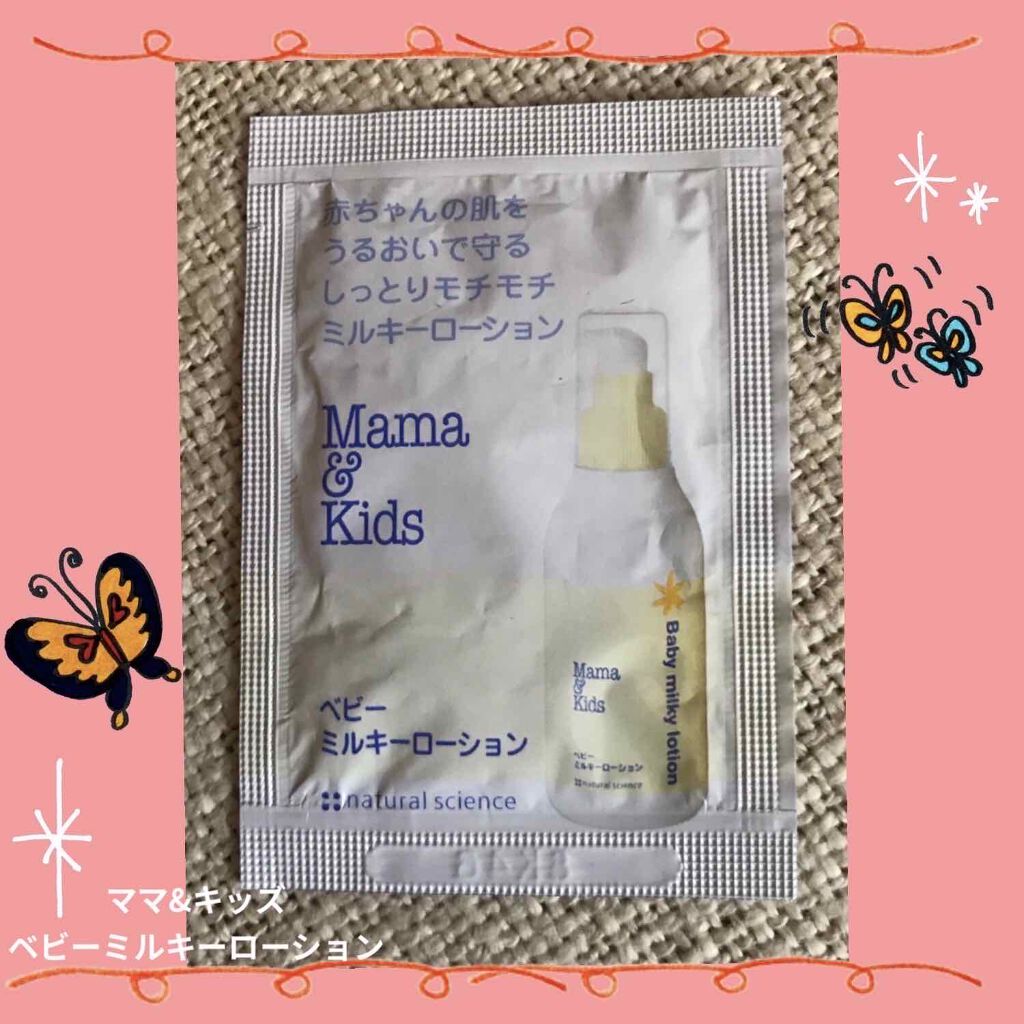 赤ちゃんの肌を
うるおいで守る
しっとりモチモチ
ミルキーローション
Mama
&
Kids
ベビー
ミルキーローション
natural science
Baby milky lotion
Mama
&
Kids
ベビー
ミルキーローション
natural science
ママ&キッズ
ベビーミルキーローション